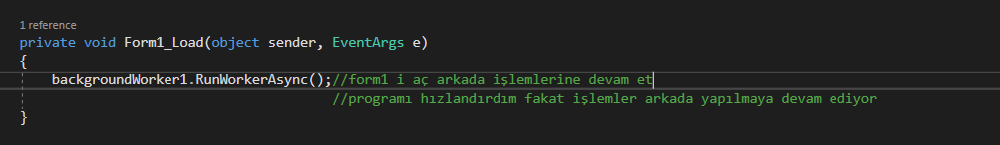 1 reference
private void Form1_Load(object sender, EventArgs e)
{
backgroundWorker1.RunWorkerAsync();//form1 i aç arkada işlemlerine devam et
//programı hızlandırdım fakat işlemler arkada yapılmaya devam ediyor
}